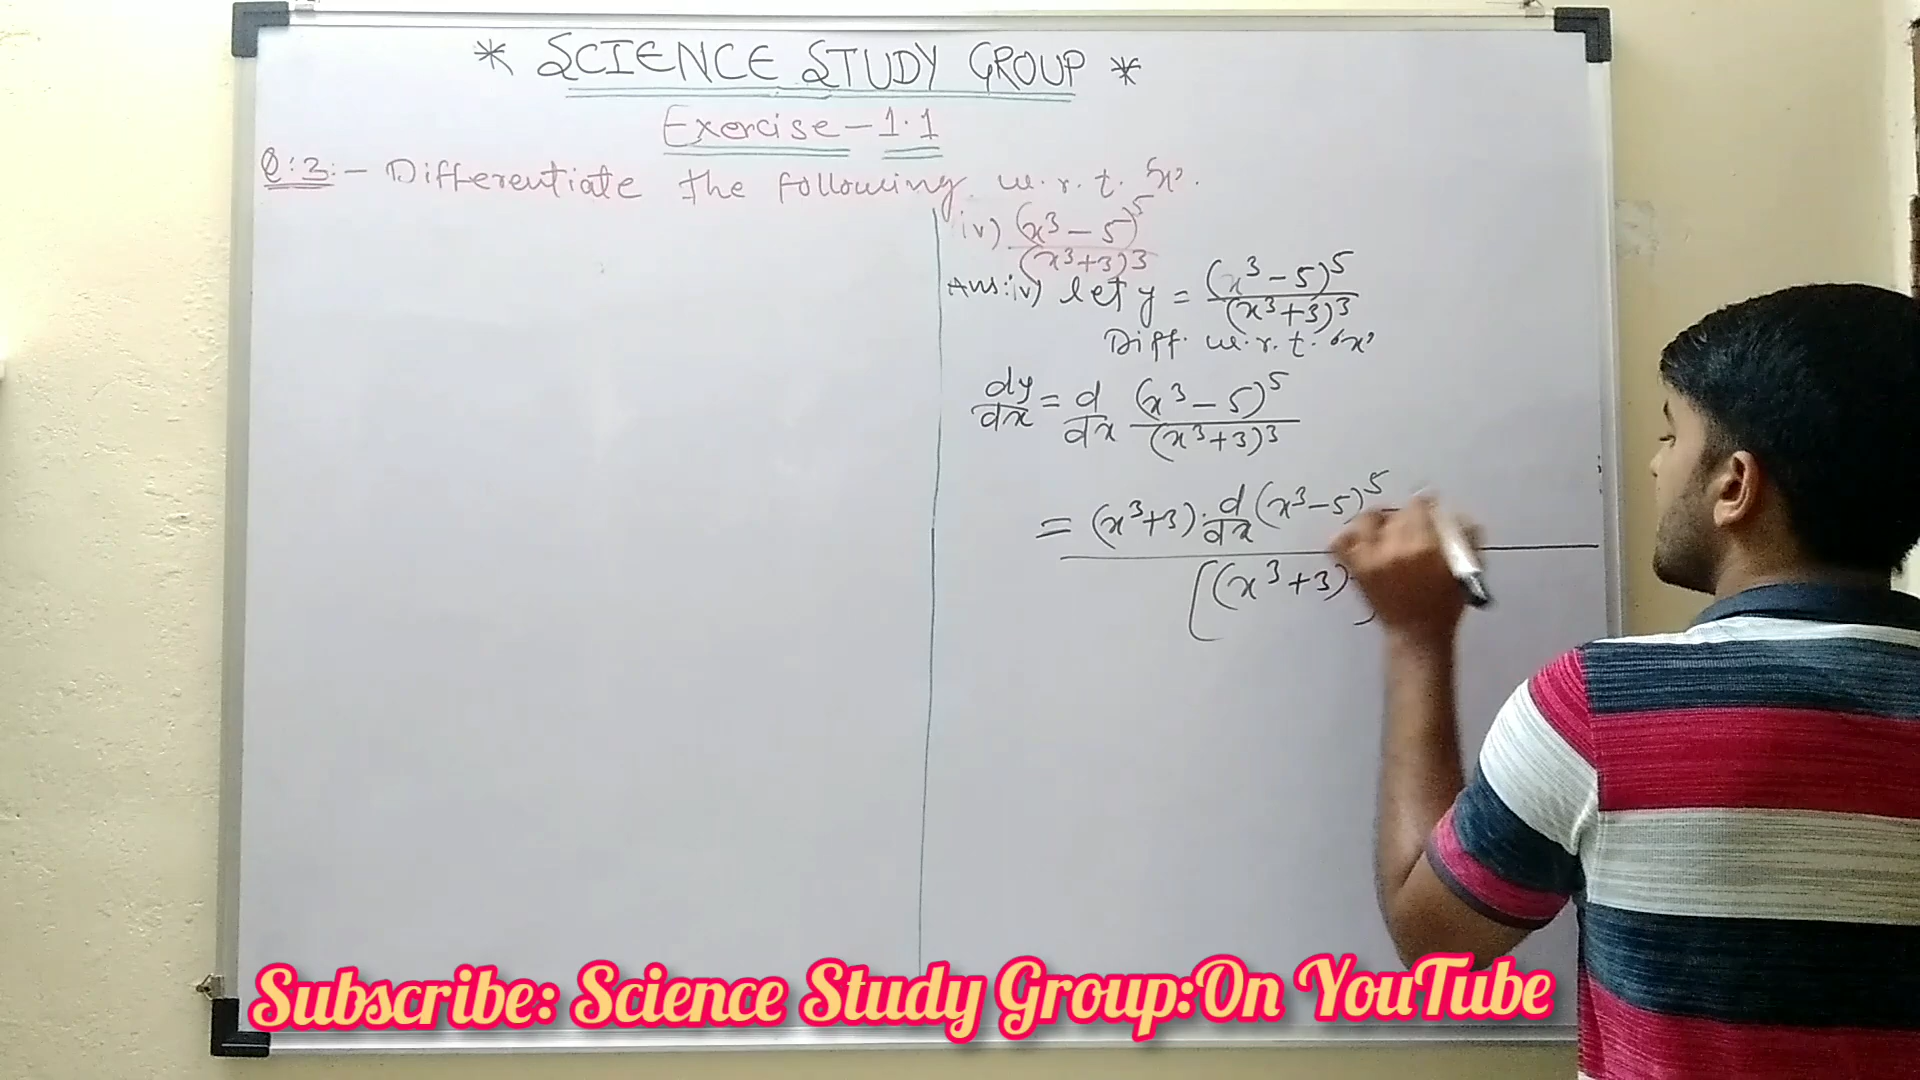 * SCIENCE STUDY GROUP *
Exercise-1.1
Q:3:- Differentiate the following w.r.t. 'x'.
iv) (x³-5)⁵
(x³+3)³
Ans:iv) let y = (x³-5)⁵
(x³+3)³
Diff. w.r.t. 'x'
dy/dx = d/dx (x³-5)⁵
(x³+3)³
= (x³+3). d/dx (x³-5)⁵ -
[(x³+3)
Subscribe: Science Study Group:On YouTube